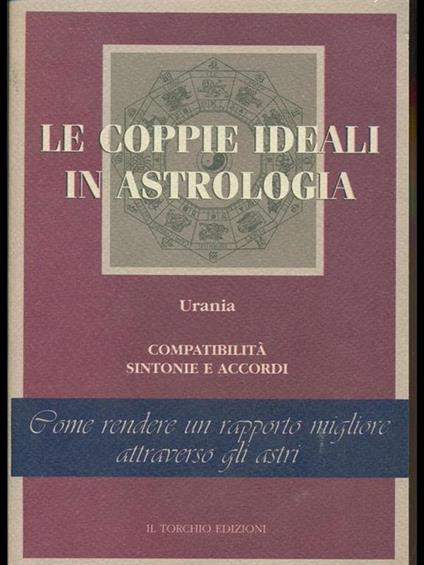 LE COPPIE IDEALI
IN ASTROLOGIA
Urania
COMPATIBILITÀ
SINTONIE E ACCORDI
Come rendere un rapporto migliore
attraverso gli astri
IL TORCHIO EDIZIONI